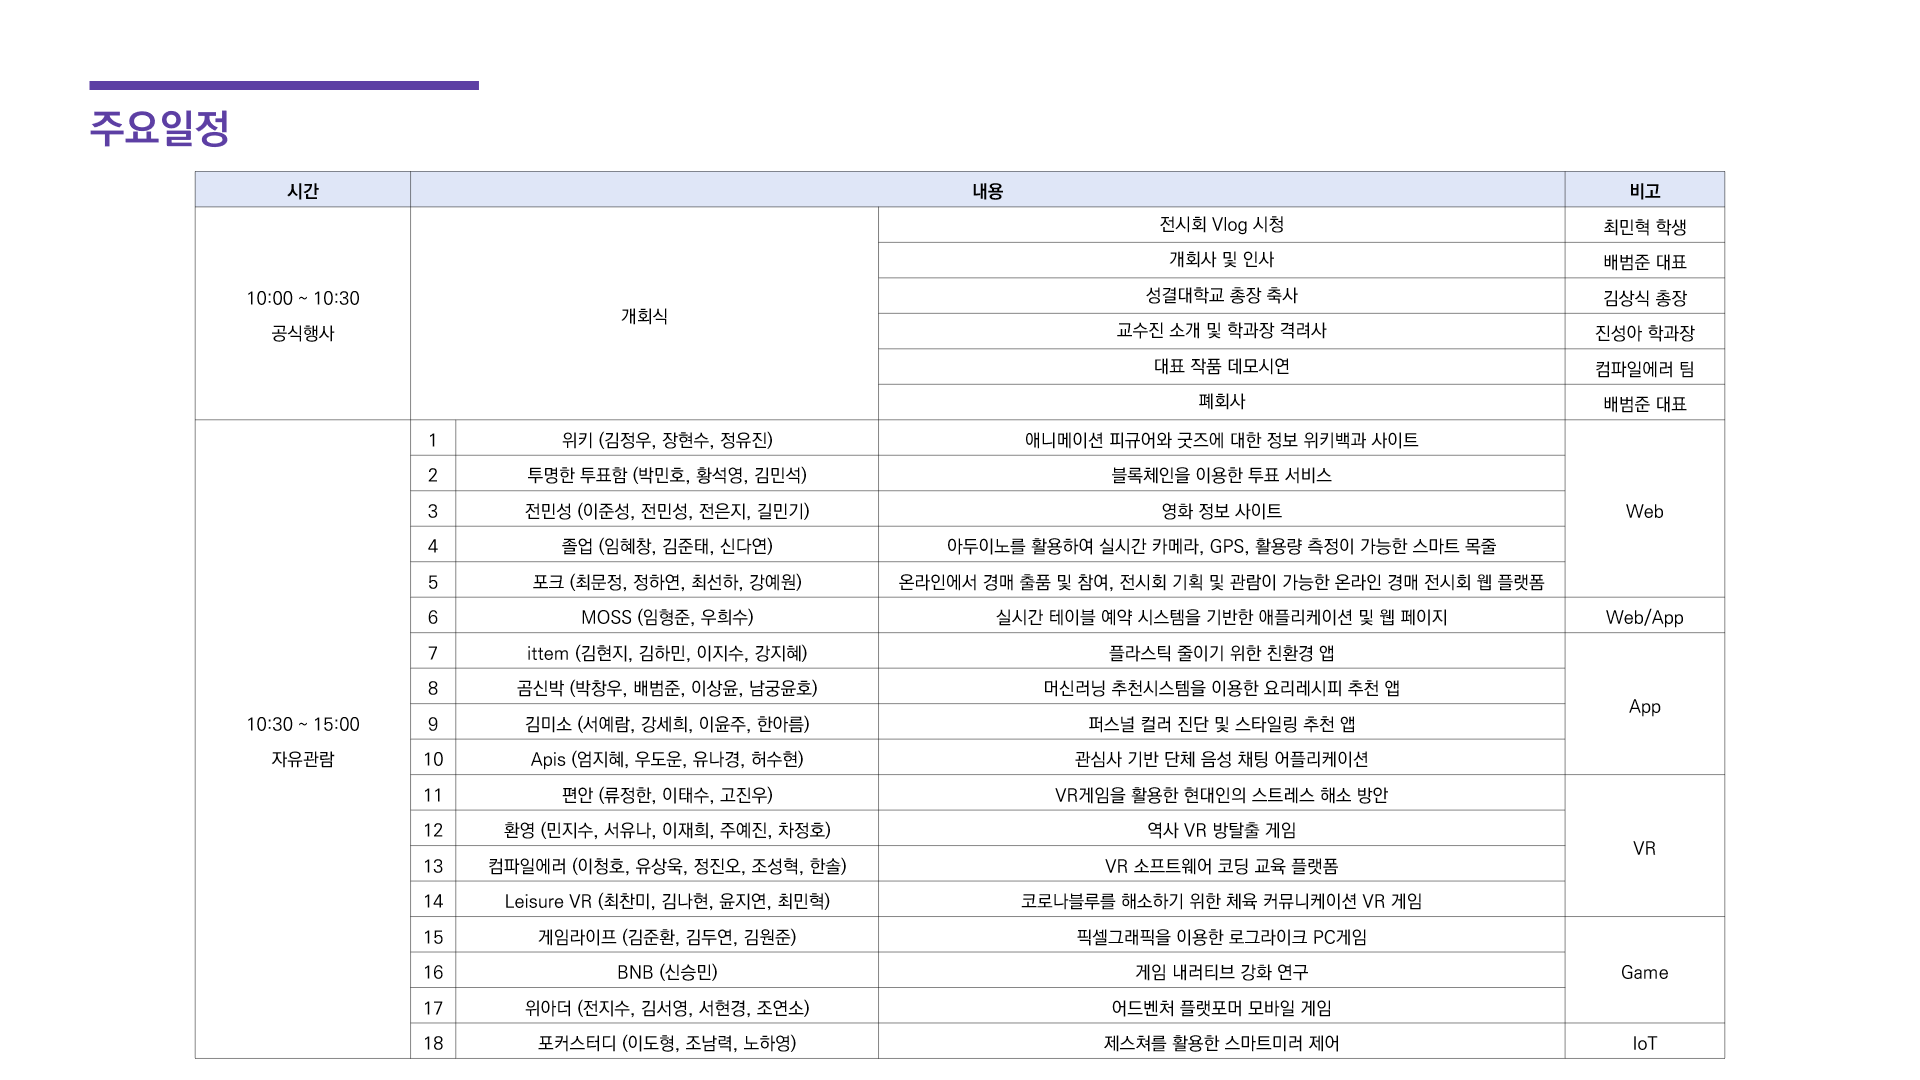 주요일정
시간 내용 비고
10:00 ~ 10:30
공식행사
개회식
전시회 Vlog 시청 최민혁 학생
개회사 및 인사 배범준 대표
성결대학교 총장 축사 김상식 총장
교수진 소개 및 학과장 격려사 진성아 학과장
대표 작품 데모시연 컴파일에러 팀
폐회사 배범준 대표
10:30 ~ 15:00
자유관람
1 위키 (김정우, 장현수, 정유진) 애니메이션 피규어와 굿즈에 대한 정보 위키백과 사이트
2 투명한 투표함 (박민호, 황석영, 김민석) 블록체인을 이용한 투표 서비스
3 전민성 (이준성, 전민성, 전은지, 길민기) 영화 정보 사이트
4 졸업 (임혜창, 김준태, 신다연) 아두이노를 활용하여 실시간 카메라, GPS, 활용량 측정이 가능한 스마트 목줄
5 포크 (최문정, 정하연, 최선하, 강예원) 온라인에서 경매 출품 및 참여, 전시회 기획 및 관람이 가능한 온라인 경매 전시회 웹 플랫폼
Web
6 MOSS (임형준, 우희수) 실시간 테이블 예약 시스템을 기반한 애플리케이션 및 웹 페이지 Web/App
7 ittem (김현지, 김하민, 이지수, 강지혜) 플라스틱 줄이기 위한 친환경 앱
8 곰신박 (박창우, 배범준, 이상윤, 남궁윤호) 머신러닝 추천시스템을 이용한 요리레시피 추천 앱
9 김미소 (서예람, 강세희, 이윤주, 한아름) 퍼스널 컬러 진단 및 스타일링 추천 앱
10 Apis (엄지혜, 우도운, 유나경, 허수현) 관심사 기반 단체 음성 채팅 어플리케이션
App
11 편안 (류정한, 이태수, 고진우) VR게임을 활용한 현대인의 스트레스 해소 방안
12 환영 (민지수, 서유나, 이재희, 주예진, 차정호) 역사 VR 방탈출 게임
13 컴파일에러 (이청호, 유상욱, 정진오, 조성혁, 한솔) VR 소프트웨어 코딩 교육 플랫폼
14 Leisure VR (최찬미, 김나현, 윤지연, 최민혁) 코로나블루를 해소하기 위한 체육 커뮤니케이션 VR 게임
VR
15 게임라이프 (김준환, 김두연, 김원준) 픽셀그래픽을 이용한 로그라이크 PC게임
16 BNB (신승민) 게임 내러티브 강화 연구
17 위아더 (전지수, 김서영, 서현경, 조연소) 어드벤처 플랫포머 모바일 게임
Game
18 포커스터디 (이도형, 조남력, 노하영) 제스쳐를 활용한 스마트미러 제어 IoT